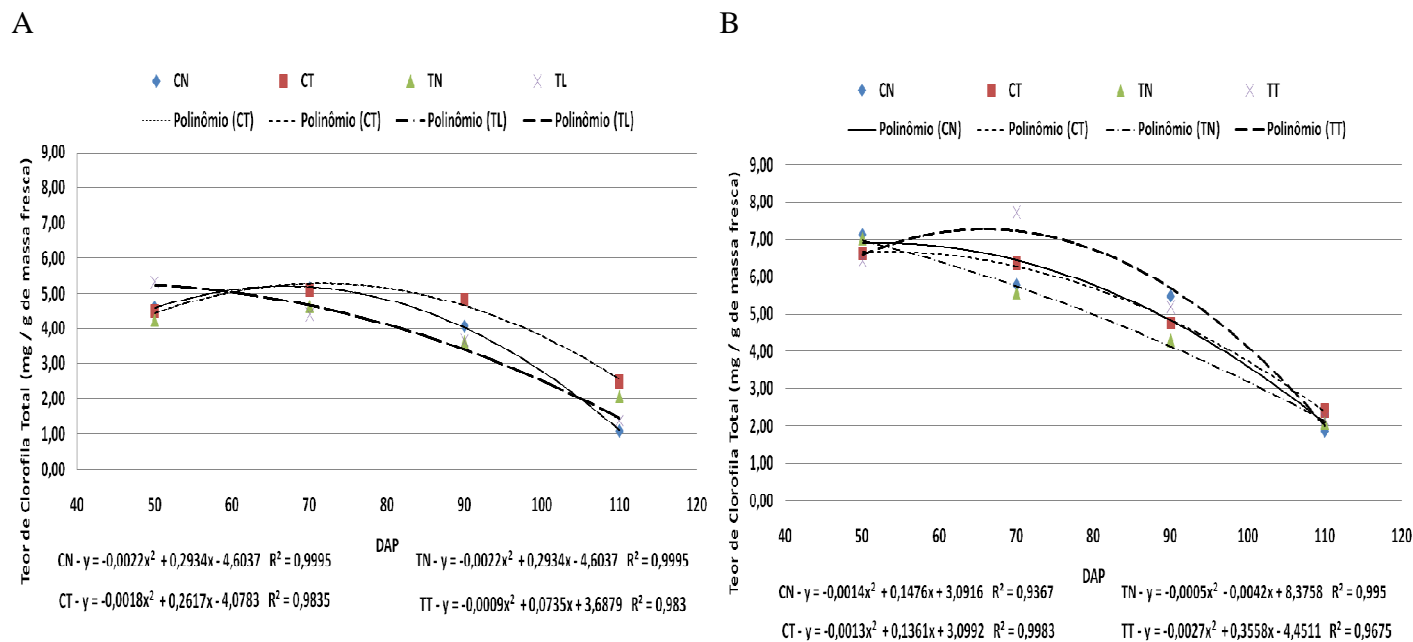 A
CN CT TN TL
Polinômio (CT) Polinômio (CT) Polinômio (TL) Polinômio (TL)
Teor de Clorofila Total (mg / g de massa fresca)
9,00
8,00
7,00
6,00
5,00
4,00
3,00
2,00
1,00
0,00
40 50 60 70 80 90 100 110 120
DAP
CN - y = -0,0022x² + 0,2934x - 4,6037 R² = 0,9995
TN - y = -0,0022x² + 0,2934x - 4,6037 R² = 0,9995
CT - y = -0,0018x² + 0,2617x - 4,0783 R² = 0,9835
TT - y = -0,0009x² + 0,0735x + 3,6879 R² = 0,983
B
CN CT TN TT
Polinômio (CN) Polinômio (CT) Polinômio (TN) Polinômio (TT)
Teor de Clorofila Total (mg / g de massa fresca)
9,00
8,00
7,00
6,00
5,00
4,00
3,00
2,00
1,00
0,00
40 50 60 70 80 90 100 110 120
DAP
CN - y = -0,0014x² + 0,1476x + 3,0916 R² = 0,9367
TN - y = -0,0005x² - 0,0042x + 8,3758 R² = 0,995
CT - y = -0,0013x² + 0,1361x + 3,0992 R² = 0,9983
TT - y = -0,0027x² + 0,3558x - 4,4511 R² = 0,9675